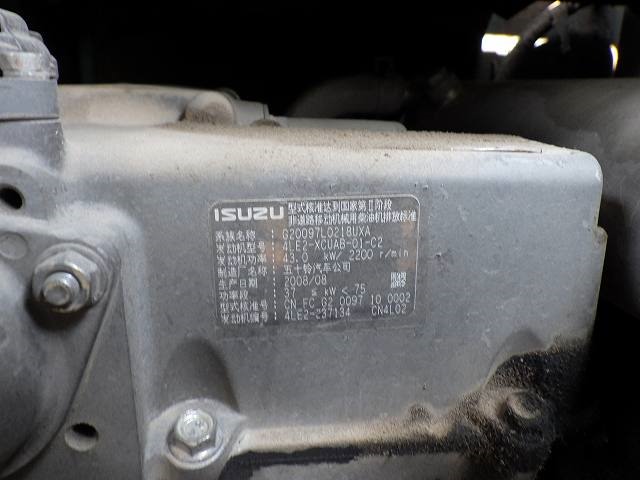 ISUZU 型式核准达到国家第Ⅱ阶段
非道路移动机械用柴油机排放标准
系族名称: G20097L0218UXA
发动机型号: 4LE2-XCUAB-01-C2
发动机功率: 43.0 kW/ 2200 r/min
制造厂名称: 五十铃汽车公司
生产日期: 2008/08
功率段: 37 ≦ kW <75
型式核准号: CN FC G2 0097 10 0002
发动机编号: 4LE2-237134 CN4L02